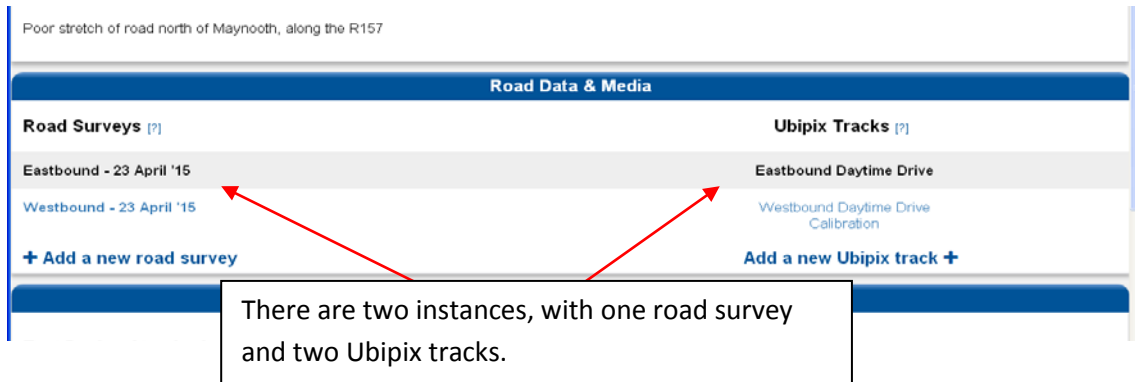 Poor stretch of road north of Maynooth, along the R157
Road Data & Media
Road Surveys [?]
Ubipix Tracks [?]
Eastbound - 23 April '15
Eastbound Daytime Drive
Westbound - 23 April '15
Westbound Daytime Drive
Calibration
+ Add a new road survey
Add a new Ubipix track +
There are two instances, with one road survey
and two Ubipix tracks.